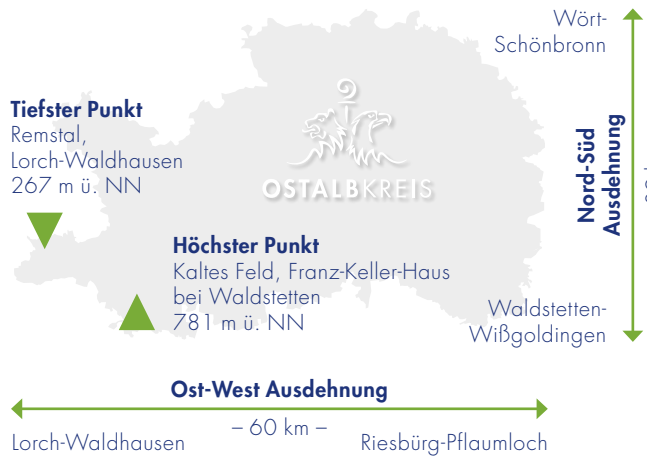 Wört-
Schönbronn
Tiefster Punkt
Remstal,
Lorch-Waldhausen
267 m ü. NN
OSTALBKREIS
Nord-Süd
Ausdehnung
Höchster Punkt
Kaltes Feld, Franz-Keller-Haus
bei Waldstetten
781 m ü. NN
Waldstetten-
Wißgoldingen
Ost-West Ausdehnung
– 60 km –
Lorch-Waldhausen
Riesbürg-Pflaumloch